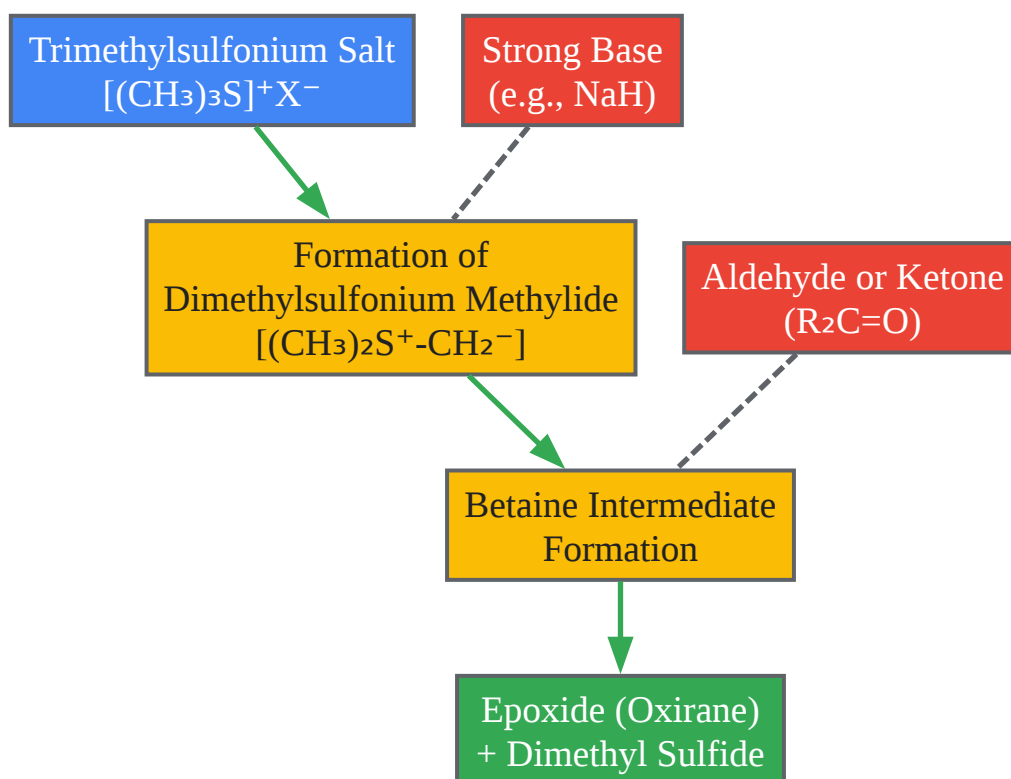 Trimethylsulfonium Salt
[(CH₃)₃S]⁺X⁻
Strong Base
(e.g., NaH)
Formation of
Dimethylsulfonium Methylide
[(CH₃)₂S⁺-CH₂⁻]
Aldehyde or Ketone
(R₂C=O)
Betaine Intermediate
Formation
Epoxide (Oxirane)
+ Dimethyl Sulfide